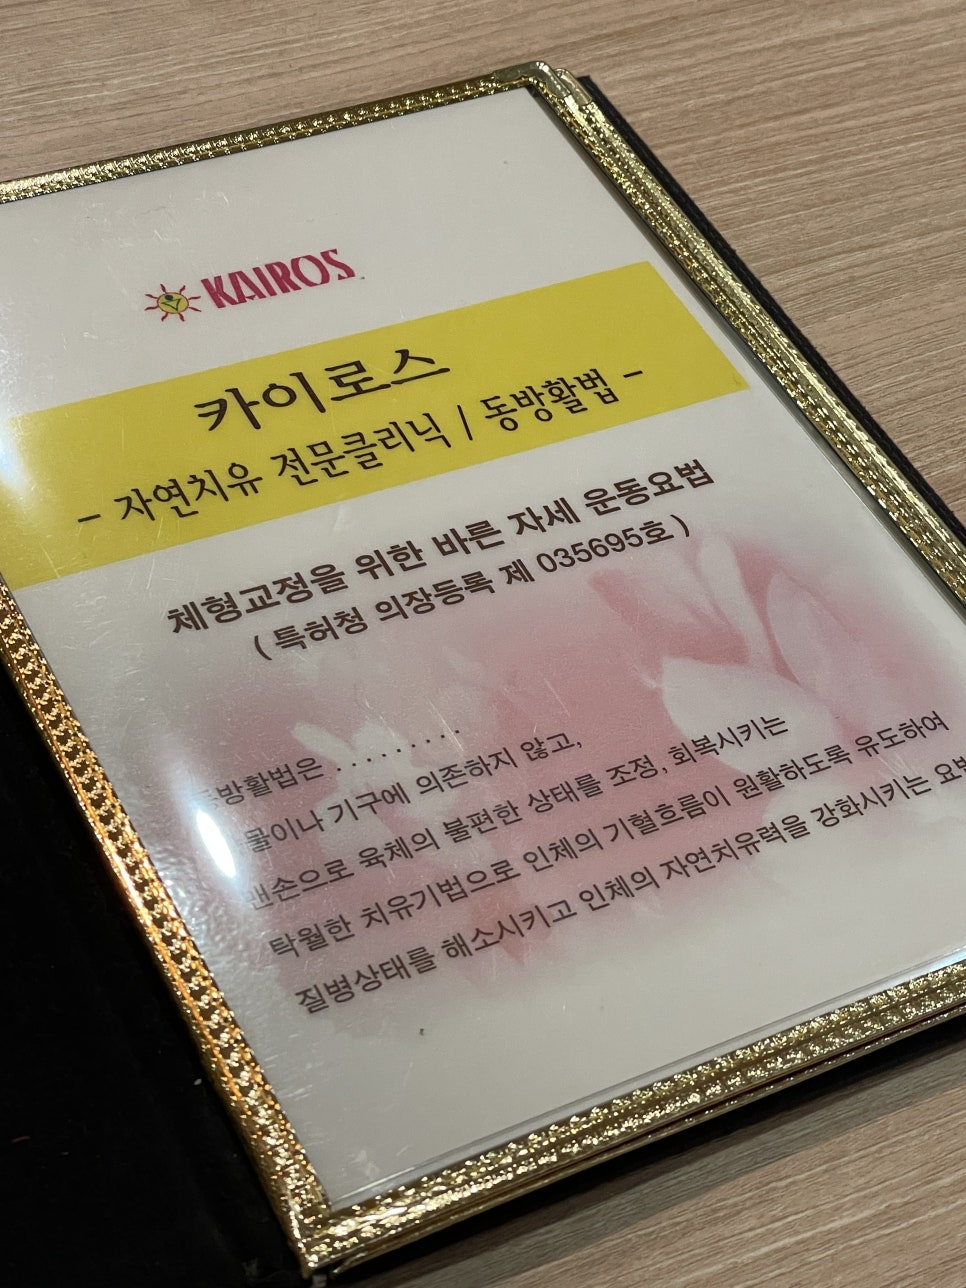 KAIROS
카이로스
- 자연치유 전문클리닉 / 동방활법 -
체형교정을 위한 바른 자세 운동요법
( 특허청 의장등록 제 035695호 )
동방활법은 . . . . . . . . .
이나 기구에 의존하지 않고,
맨손으로 육체의 불편한 상태를 조정, 회복시키는
탁월한 치유기법으로 인체의 기혈흐름이 원활하도록 유도하여
질병상태를 해소시키고 인체의 자연치유력을 강화시키는